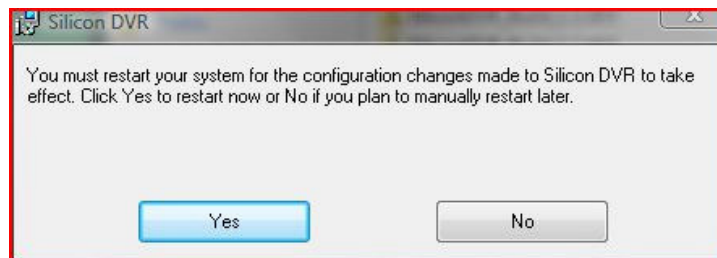 Silicon DVR
You must restart your system for the configuration changes made to Silicon DVR to take
effect. Click Yes to restart now or No if you plan to manually restart later.
Yes
No